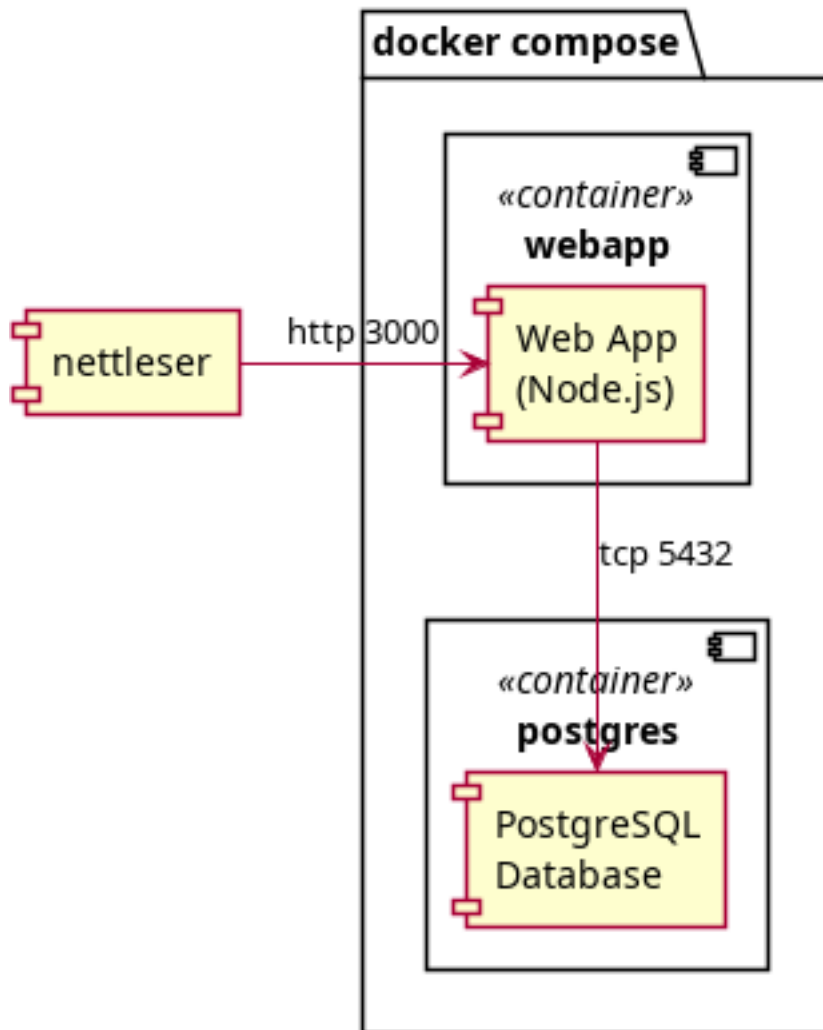 docker compose
«container»
webapp
nettleser
http 3000
Web App
(Node.js)
tcp 5432
«container»
postgres
PostgreSQL
Database